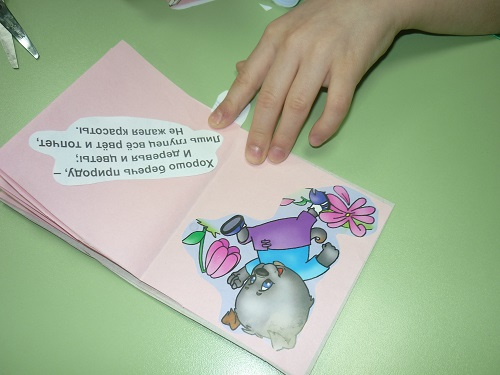 Хорошо беречь природу, –
И деревья и цветы;
Лишь глупец всё рвёт и топчет,
Не жалея красоты.